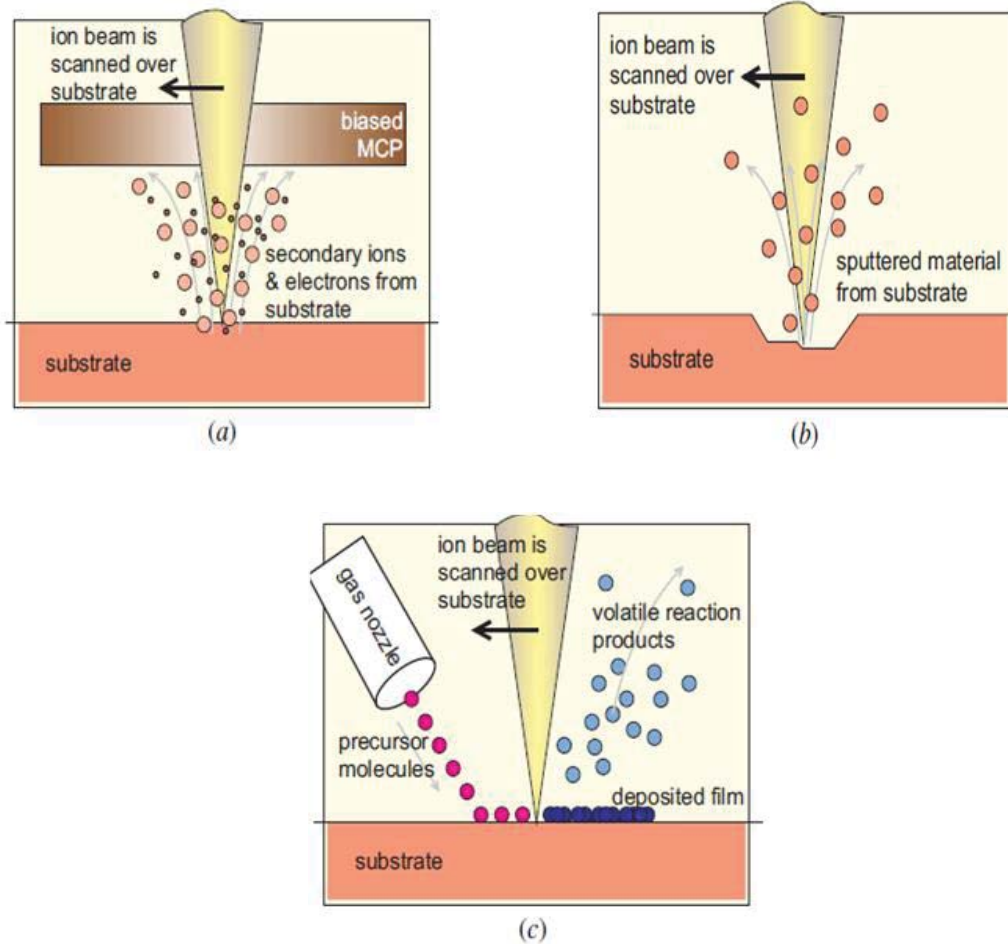 ion beam is
scanned over
substrate
biased
MCP
secondary ions
& electrons from
substrate
substrate
(a)
ion beam is
scanned over
substrate
sputtered material
from substrate
substrate
(b)
gas nozzle
ion beam is
scanned over
substrate
volatile reaction
products
precursor
molecules
deposited film
substrate
(c)